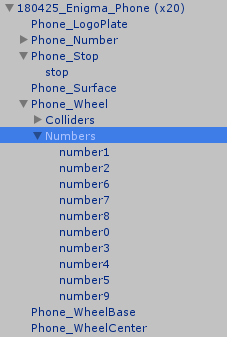 180425_Enigma_Phone (x20)
Phone_LogoPlate
Phone_Number
Phone_Stop
stop
Phone_Surface
Phone_Wheel
Colliders
Numbers
number1
number2
number6
number7
number8
number0
number3
number4
number5
number9
Phone_WheelBase
Phone_WheelCenter